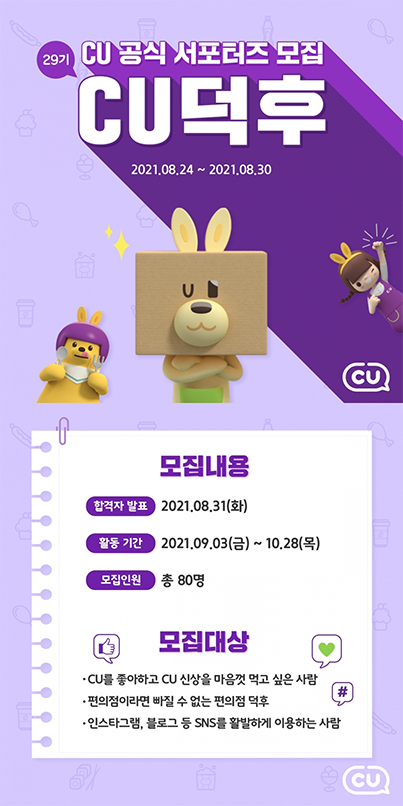 29기
CU 공식 서포터즈 모집
CU덕후
2021.08.24 ~ 2021.08.30
CU
모집내용
합격자 발표 2021.08.31(화)
활동 기간 2021.09.03(금) ~ 10.28(목)
모집인원 총 80명
모집대상
· CU를 좋아하고 CU 신상을 마음껏 먹고 싶은 사람
#
· 편의점이라면 빠질 수 없는 편의점 덕후
· 인스타그램, 블로그 등 SNS를 활발하게 이용하는 사람
CU